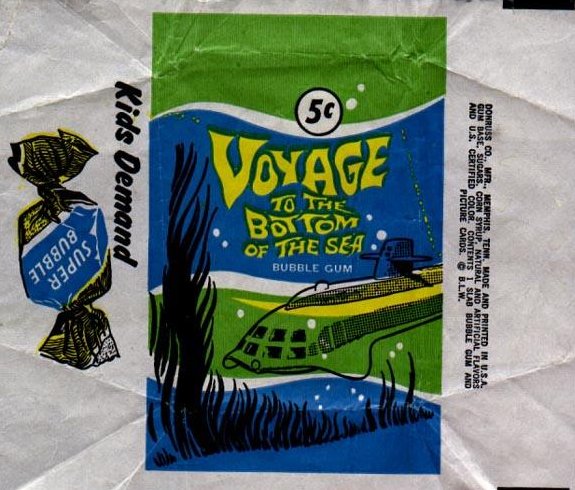 Kids Demand
SUPER
BUBBLE
5¢
VOYAGE
TO THE
BOTTOM
OF THE SEA
BUBBLE GUM
DONRUSS CO. MFR., MEMPHIS, TENN. MADE AND PRINTED IN U.S.A.
GUM BASE, SUGARS, CORN SYRUP, NATURAL AND ARTIFICIAL FLAVORS
AND U.S. CERTIFIED COLOR. CONTENTS 1 SLAB BUBBLE GUM AND
PICTURE CARDS. © B.L.W.